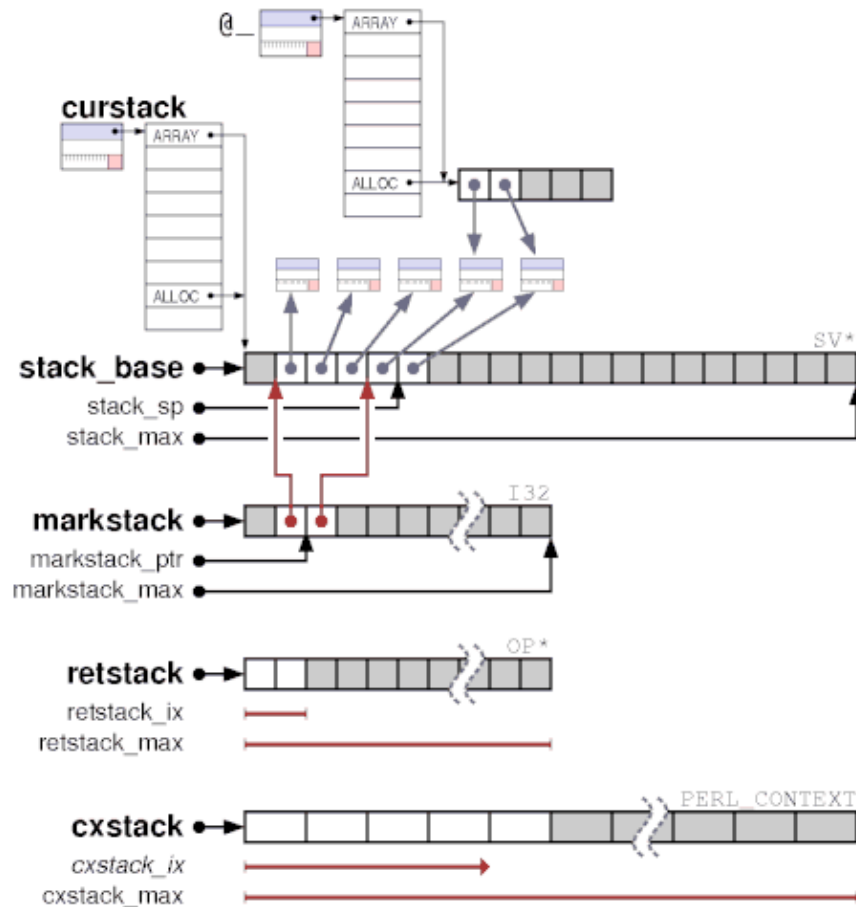 @_
ARRAY
curstack
ARRAY
ALLOC
ALLOC
SV*
stack_base
stack_sp
stack_max
I32
markstack
markstack_ptr
markstack_max
OP*
retstack
retstack_ix
retstack_max
PERL_CONTEXT
cxstack
cxstack_ix
cxstack_max